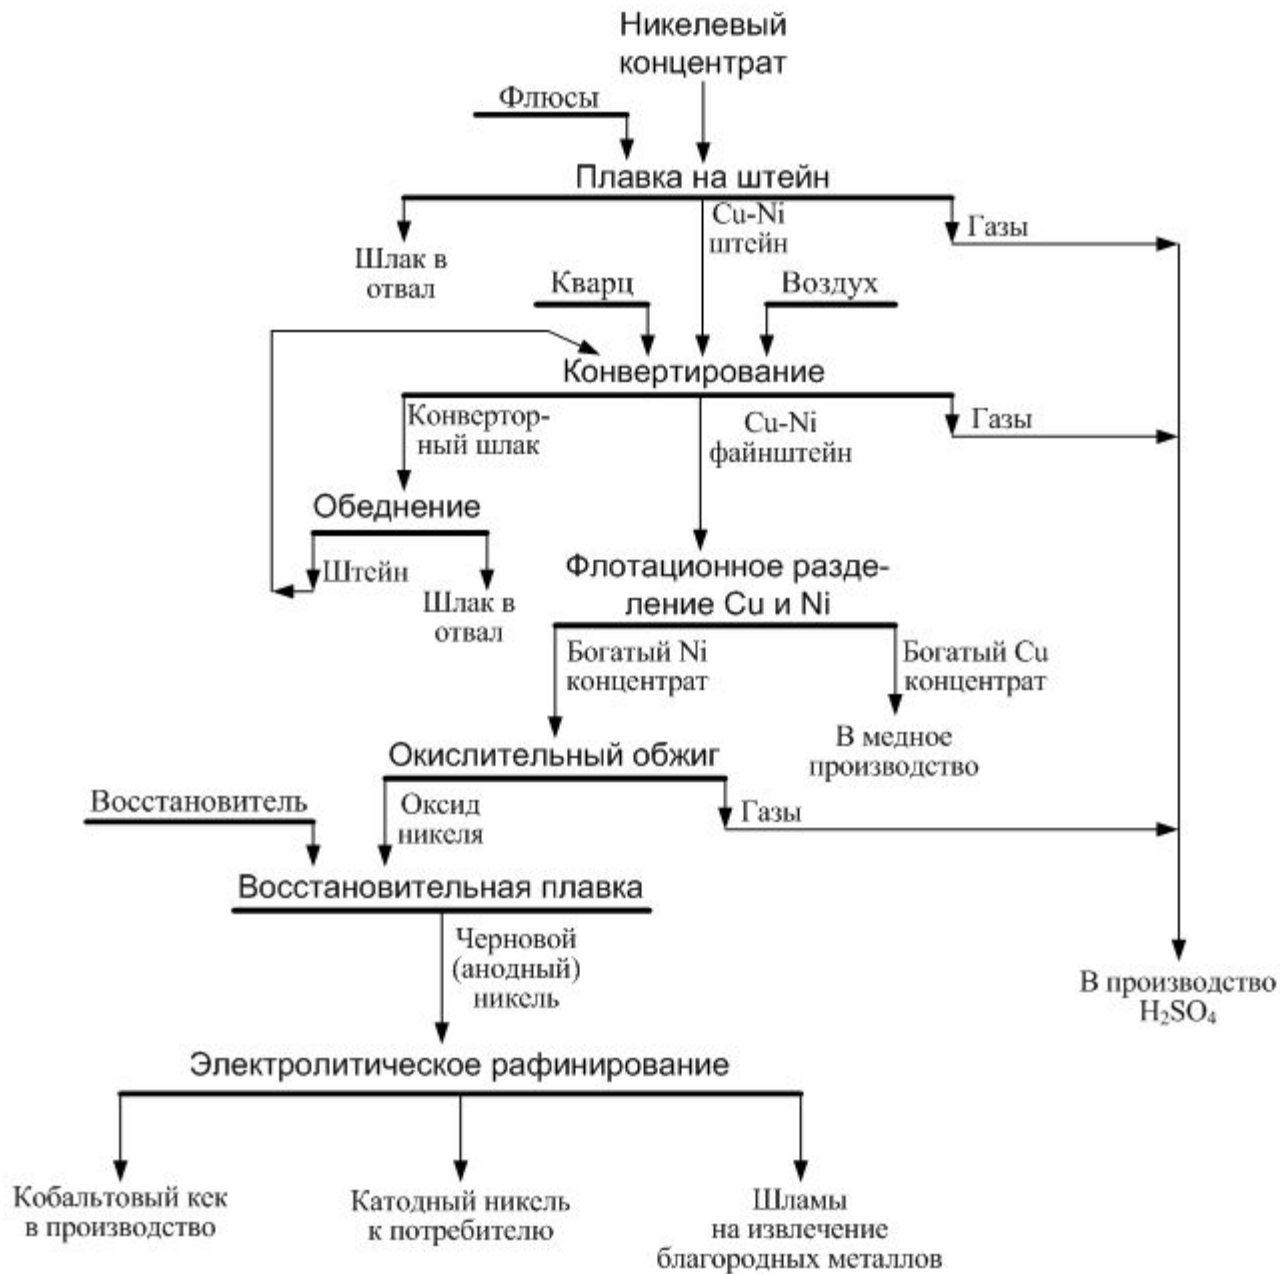 Никелевый
концентрат
Флюсы
Плавка на штейн
Cu-Ni
штейн
Газы
Шлак в
отвал
Кварц
Воздух
Конвертирование
Конвертор-
ный шлак
Cu-Ni
файнштейн
Газы
Обеднение
Штейн
Шлак в
отвал
Флотационное разде-
ление Cu и Ni
Богатый Ni
концентрат
Богатый Cu
концентрат
В медное
производство
Окислительный обжиг
Восстановитель
Оксид
никеля
Газы
Восстановительная плавка
Черновой
(анодный)
никель
В производство
H₂SO₄
Электролитическое рафинирование
Кобальтовый кек
в производство
Катодный никель
к потребителю
Шламы
на извлечение
благородных металлов